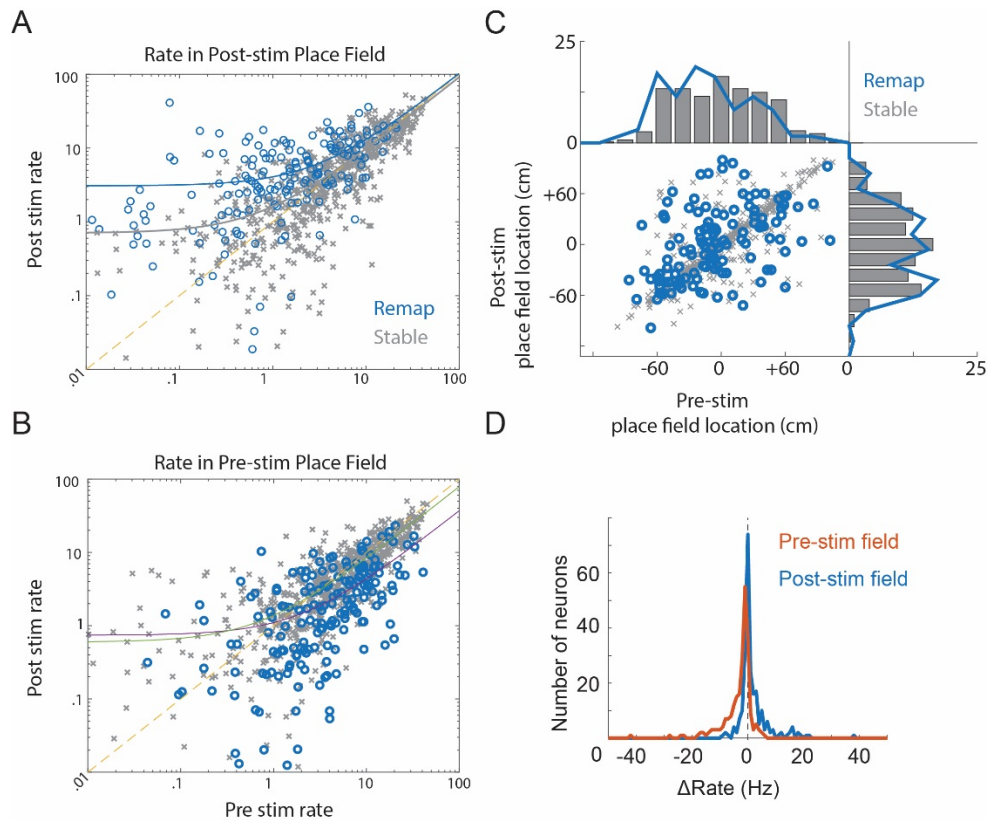 A
Rate in Post-stim Place Field
100
10
1
.1
.01
Post stim rate
Remap
Stable
.1
1
10
100
B
Rate in Pre-stim Place Field
100
10
1
.1
.01
Post stim rate
.1
1
10
100
Pre stim rate
C
25
0
Remap
Stable
+60
0
-60
Post-stim
place field location (cm)
-60
0
+60
0
25
Pre-stim
place field location (cm)
D
Pre-stim field
Post-stim field
60
40
20
Number of neurons
0
-40
-20
0
20
40
ΔRate (Hz)